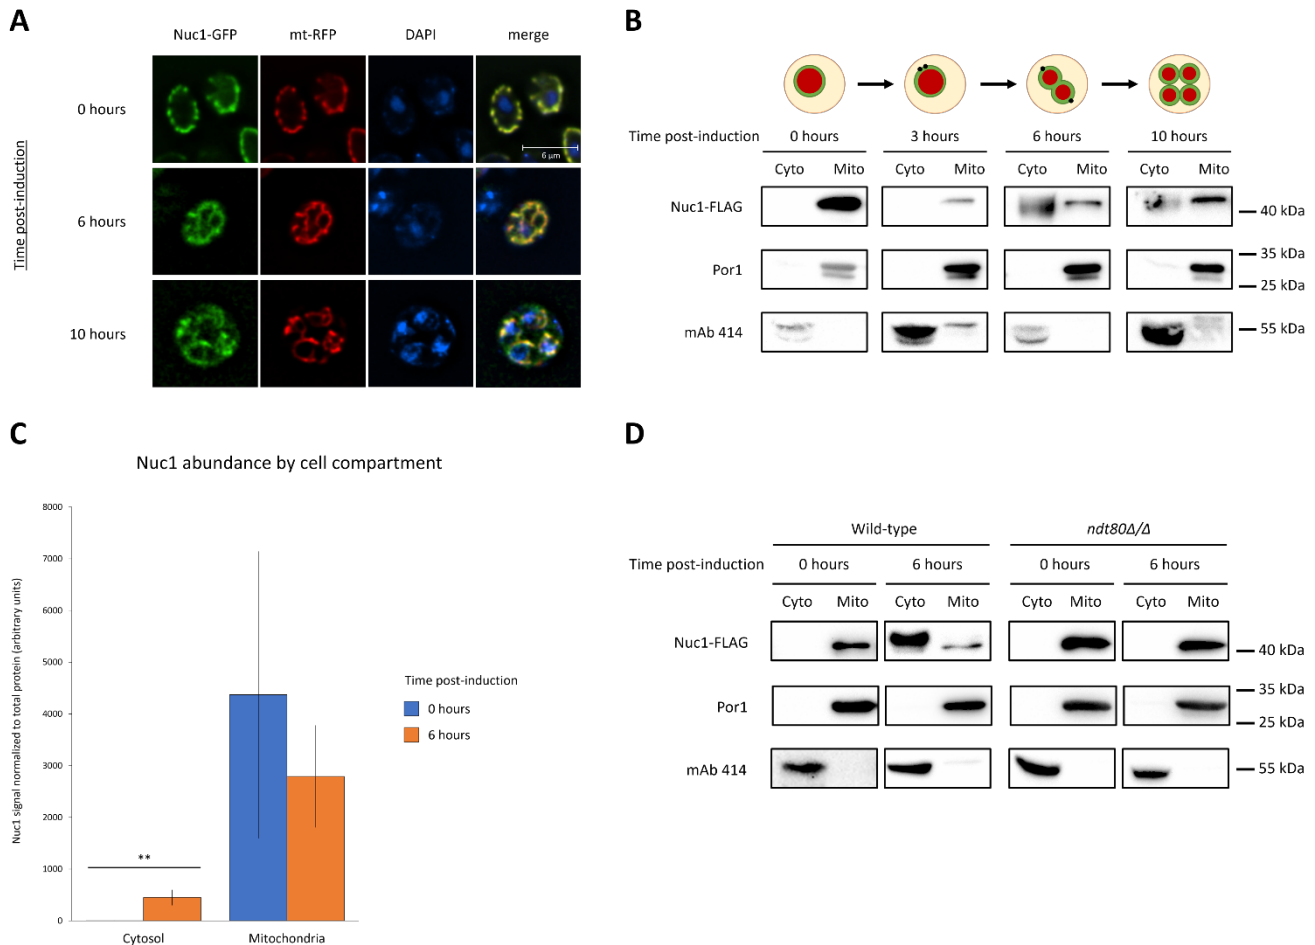 A
Nuc1-GFP mt-RFP DAPI merge
Time post-induction
0 hours
6 µm
6 hours
10 hours
B
Time post-induction 0 hours 3 hours 6 hours 10 hours
Cyto Mito Cyto Mito Cyto Mito Cyto Mito
Nuc1-FLAG
40 kDa
35 kDa
Por1
25 kDa
mAb 414
55 kDa
C
Nuc1 abundance by cell compartment
Nuc1 signal normalized to total protein (arbitrary units)
8000
7000
6000
5000
4000
3000
2000
1000
0
**
Cytosol Mitochondria
Time post-induction
0 hours
6 hours
D
Wild-type ndt80Δ/Δ
Time post-induction 0 hours 6 hours 0 hours 6 hours
Cyto Mito Cyto Mito Cyto Mito Cyto Mito
Nuc1-FLAG
40 kDa
35 kDa
Por1
25 kDa
mAb 414
55 kDa